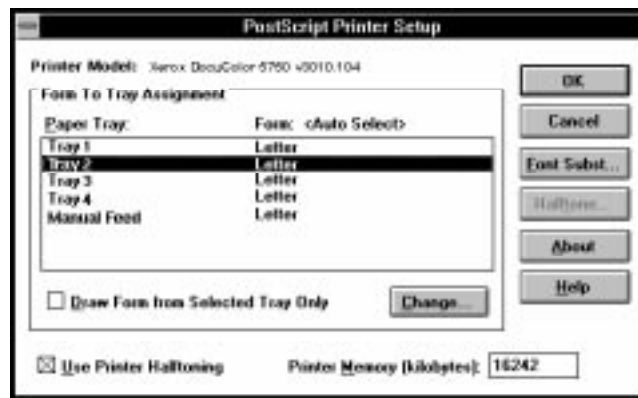 PostScript Printer Setup
Printer Model: Xerox DocuColor 5750 v3010.104
Form To Tray Assignment
Paper Tray: Form: <Auto Select>
Tray 1 Letter
Tray 2 Letter
Tray 3 Letter
Tray 4 Letter
Manual Feed Letter
Draw Form from Selected Tray Only
Change...
OK
Cancel
Font Subst...
Halftone...
About
Help
Use Printer Halftoning
Printer Memory (kilobytes): 16242